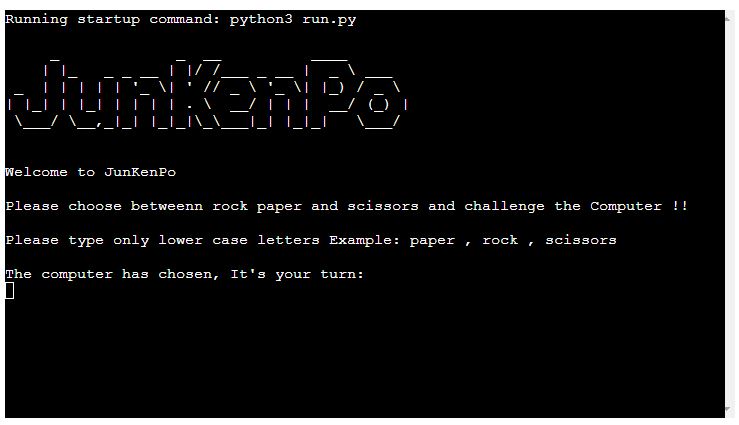 Running startup command: python3 run.py
JunKenPo
Welcome to JunKenPo
Please choose betweenn rock paper and scissors and challenge the Computer !!
Please type only lower case letters Example: paper , rock , scissors
The computer has chosen, It's your turn: